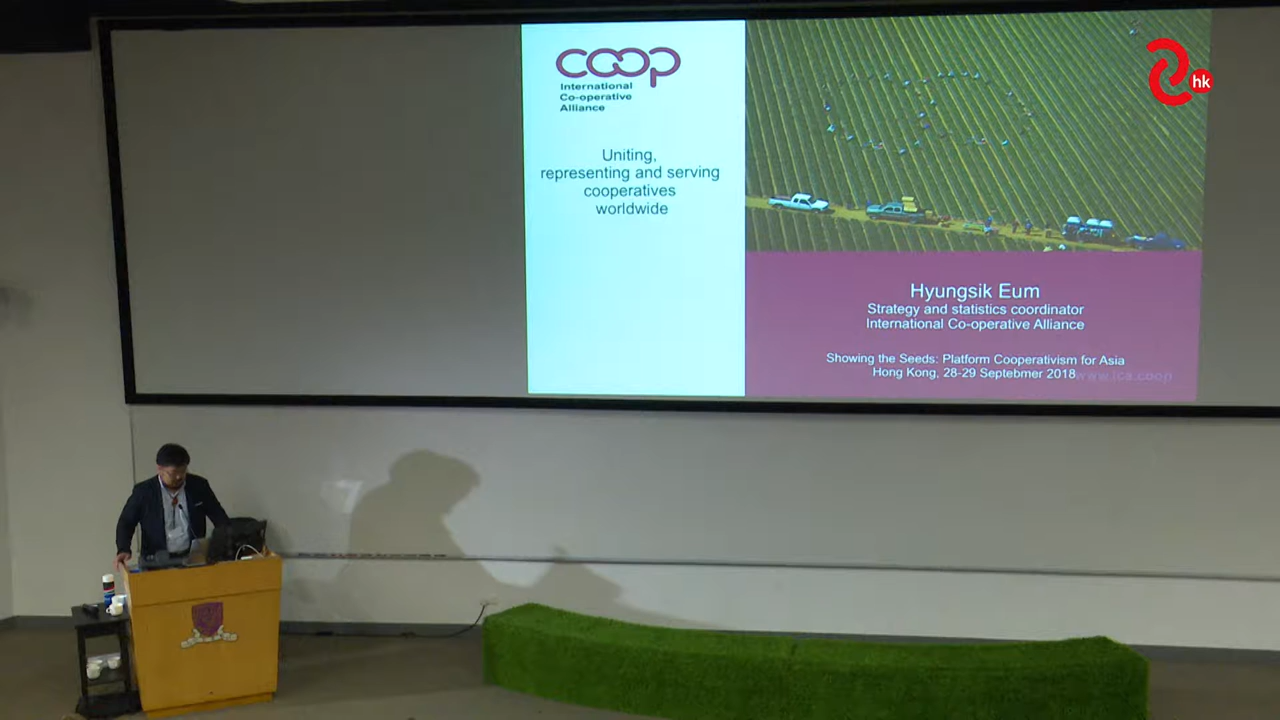 coop
International
Co-operative
Alliance
Uniting,
representing and serving
cooperatives
worldwide
hk
Hyungsik Eum
Strategy and statistics coordinator
International Co-operative Alliance
Showing the Seeds: Platform Cooperativism for Asia
Hong Kong, 28-29 Septebmer 2018
www.ica.coop